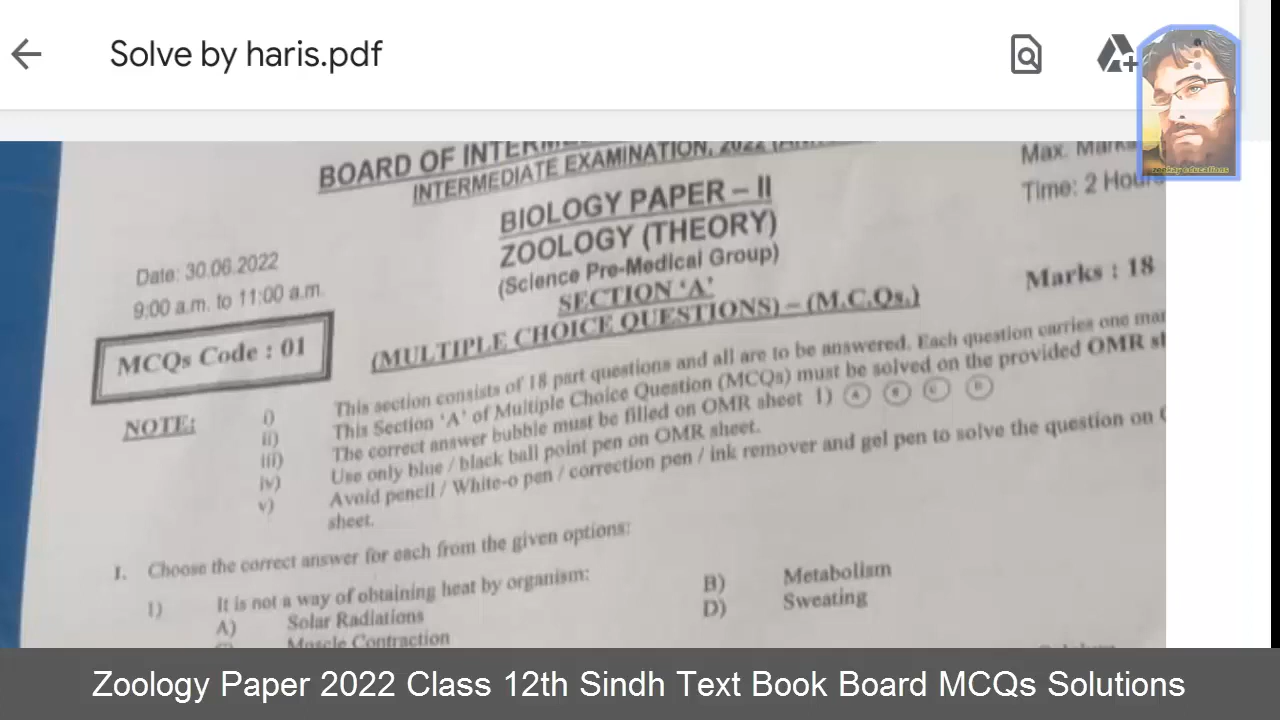 Solve by haris.pdf
BOARD OF INTERM
INTERMEDIATE EXAMINATION, 2022
Max. Marks
BIOLOGY PAPER – II
Time: 2 Hours
ZOOLOGY (THEORY)
Date: 30.06.2022
(Science Pre-Medical Group)
9:00 a.m. to 11:00 a.m.
SECTION 'A'
Marks : 18
MCQs Code : 01
(MULTIPLE CHOICE QUESTIONS) – (M.C.Qs.)
NOTE:
i) This section consists of 18 part questions and all are to be answered. Each question carries one mar
ii) This Section 'A' of Multiple Choice Question (MCQs) must be solved on the provided OMR sh
iii) The correct answer bubble must be filled on OMR sheet 1) A B C D
iv) Use only blue / black ball point pen on OMR sheet.
v) Avoid pencil / White-o pen / correction pen / ink remover and gel pen to solve the question on O
sheet.
1. Choose the correct answer for each from the given options:
1) It is not a way of obtaining heat by organism:
A) Solar Radiations B) Metabolism
Muscle Contraction D) Sweating
Zoology Paper 2022 Class 12th Sindh Text Book Board MCQs Solutions